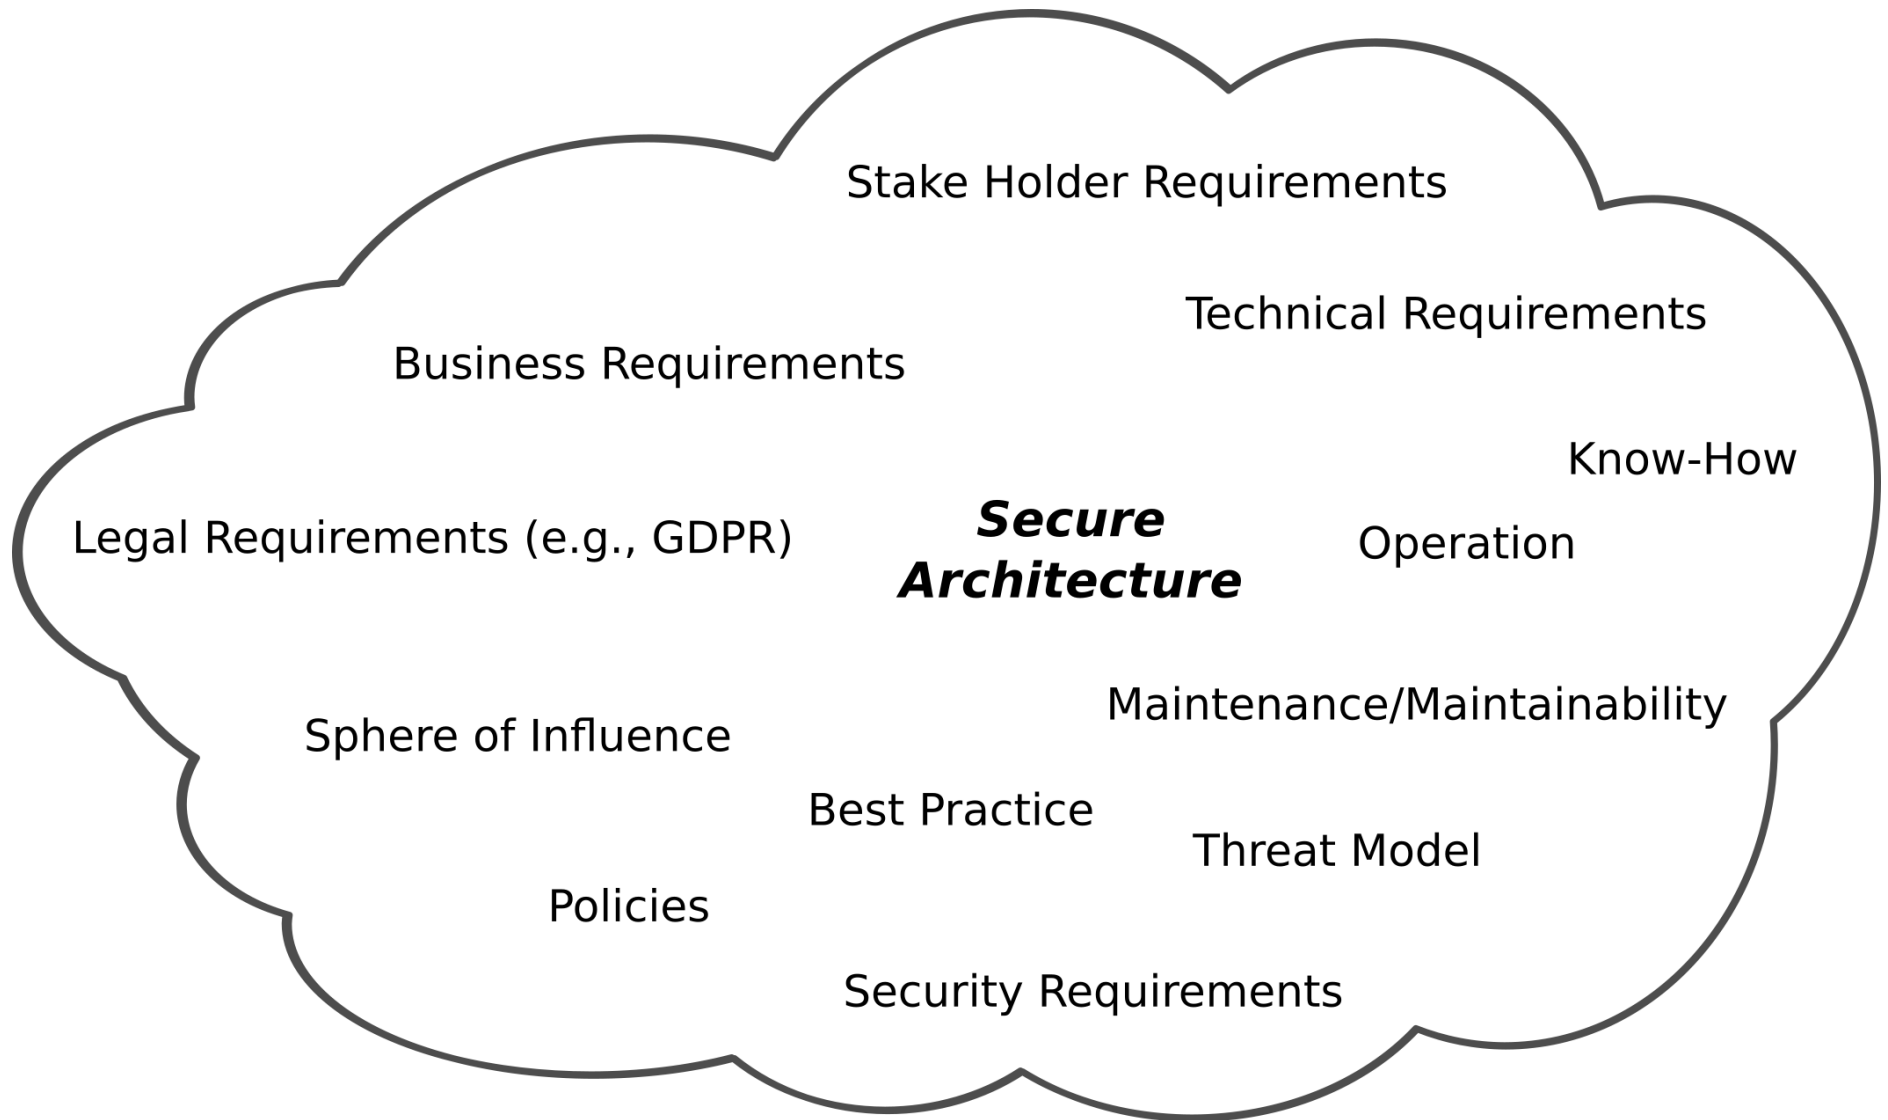 Stake Holder Requirements
Technical Requirements
Business Requirements
Know-How
Legal Requirements (e.g., GDPR)
Secure
Architecture
Operation
Sphere of Influence
Maintenance/Maintainability
Best Practice
Threat Model
Policies
Security Requirements